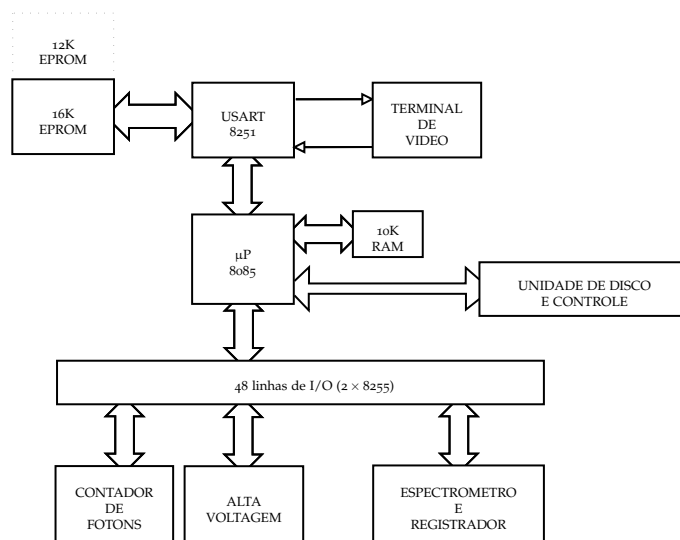 12K
EPROM
16K
EPROM
USART
8251
TERMINAL
DE
VIDEO
µP
8085
10K
RAM
UNIDADE DE DISCO
E CONTROLE
48 linhas de I/O (2 × 8255)
CONTADOR
DE
FOTONS
ALTA
VOLTAGEM
ESPECTROMETRO
E
REGISTRADOR